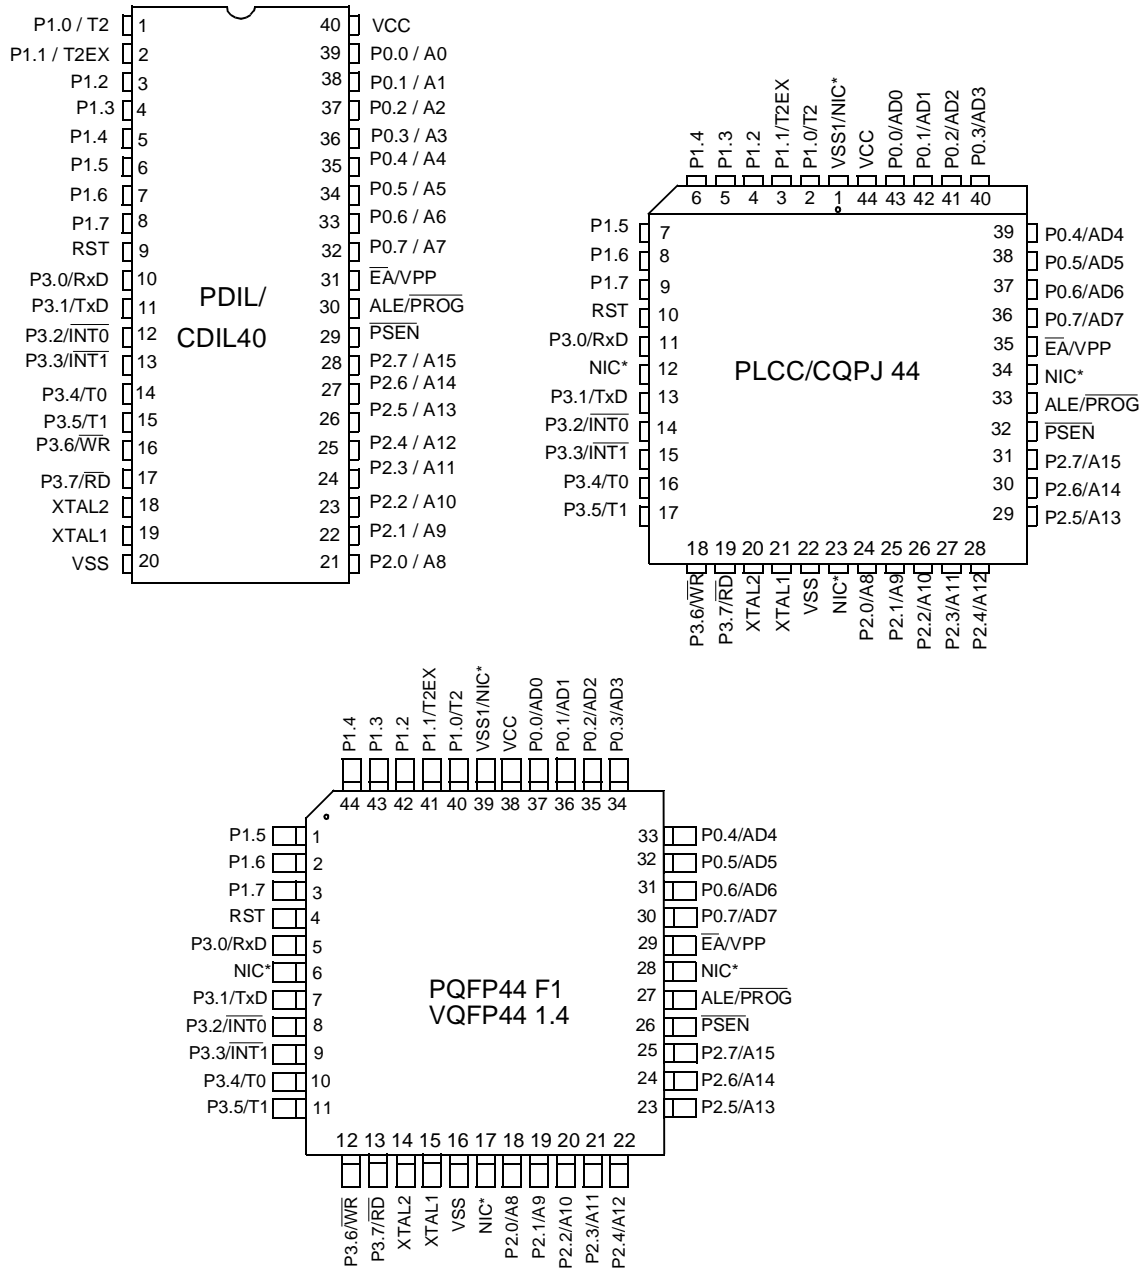 P1.0 / T2 1 40 VCC
P1.1 / T2EX 2 39 P0.0 / A0
P1.2 3 38 P0.1 / A1
P1.3 4 37 P0.2 / A2
P1.4 5 36 P0.3 / A3
P1.5 6 35 P0.4 / A4
P1.6 7 34 P0.5 / A5
P1.7 8 33 P0.6 / A6
RST 9 32 P0.7 / A7
P3.0/RxD 10 31 EA/VPP
P3.1/TxD 11 30 ALE/PROG
P3.2/INT0 12 29 PSEN
P3.3/INT1 13 28 P2.7 / A15
P3.4/T0 14 27 P2.6 / A14
P3.5/T1 15 26 P2.5 / A13
P3.6/WR 16 25 P2.4 / A12
P3.7/RD 17 24 P2.3 / A11
XTAL2 18 23 P2.2 / A10
XTAL1 19 22 P2.1 / A9
VSS 20 21 P2.0 / A8
PDIL/
CDIL40
P1.4 P1.3 P1.2 P1.1/T2EX P1.0/T2 VSS1/NIC* VCC P0.0/AD0 P0.1/AD1 P0.2/AD2 P0.3/AD3
6 5 4 3 2 1 44 43 42 41 40
P1.5 7 39 P0.4/AD4
P1.6 8 38 P0.5/AD5
P1.7 9 37 P0.6/AD6
RST 10 36 P0.7/AD7
P3.0/RxD 11 35 EA/VPP
NIC* 12 34 NIC*
P3.1/TxD 13 33 ALE/PROG
P3.2/INT0 14 32 PSEN
P3.3/INT1 15 31 P2.7/A15
P3.4/T0 16 30 P2.6/A14
P3.5/T1 17 29 P2.5/A13
PLCC/CQPJ 44
18 19 20 21 22 23 24 25 26 27 28
P3.6/WR P3.7/RD XTAL2 XTAL1 VSS NIC* P2.0/A8 P2.1/A9 P2.2/A10 P2.3/A11 P2.4/A12
P1.4 P1.3 P1.2 P1.1/T2EX P1.0/T2 VSS1/NIC* VCC P0.0/AD0 P0.1/AD1 P0.2/AD2 P0.3/AD3
44 43 42 41 40 39 38 37 36 35 34
P1.5 1 33 P0.4/AD4
P1.6 2 32 P0.5/AD5
P1.7 3 31 P0.6/AD6
RST 4 30 P0.7/AD7
P3.0/RxD 5 29 EA/VPP
NIC* 6 28 NIC*
P3.1/TxD 7 27 ALE/PROG
P3.2/INT0 8 26 PSEN
P3.3/INT1 9 25 P2.7/A15
P3.4/T0 10 24 P2.6/A14
P3.5/T1 11 23 P2.5/A13
PQFP44 F1
VQFP44 1.4
12 13 14 15 16 17 18 19 20 21 22
P3.6/WR P3.7/RD XTAL2 XTAL1 VSS NIC* P2.0/A8 P2.1/A9 P2.2/A10 P2.3/A11 P2.4/A12